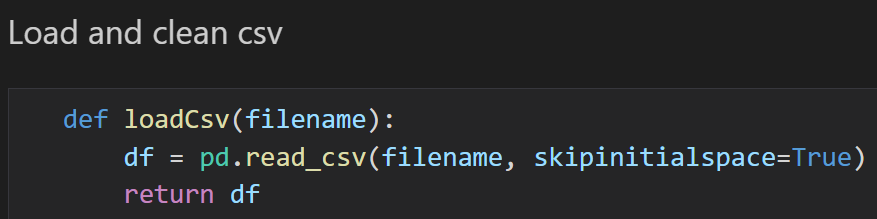 Load and clean csv
def loadCsv(filename):
    df = pd.read_csv(filename, skipinitialspace=True)
    return df